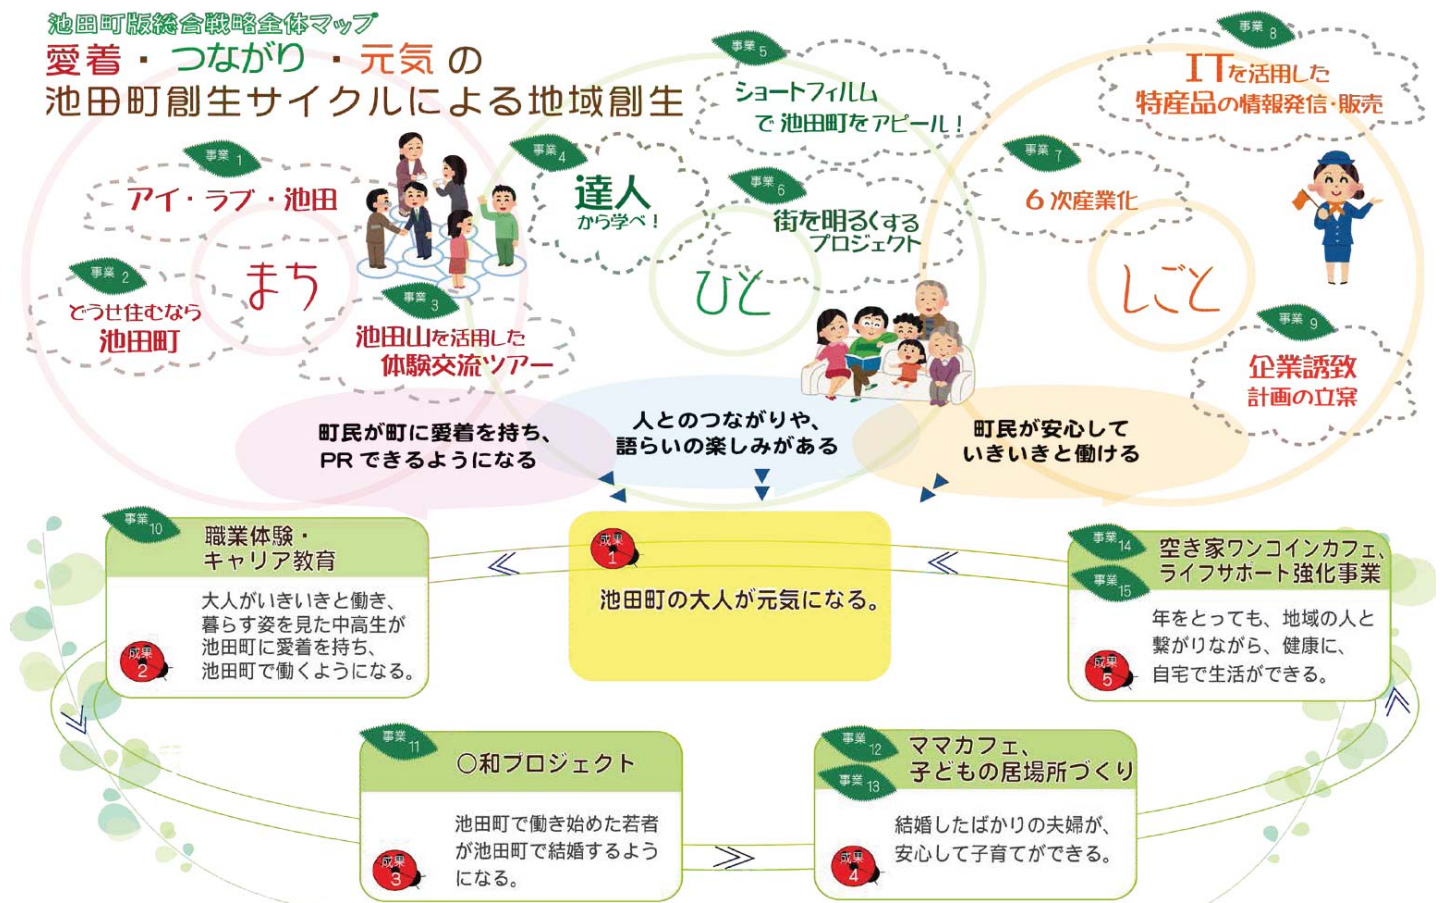 池田町版総合戦略全体マップ
愛着・つながり・元気の
池田町創生サイクルによる地域創生
事業1
アイ・ラブ・池田
事業2
どうせ住むなら
池田町
まち
事業3
池田山を活用した
体験交流ツアー
事業4
達人
から学べ！
事業5
ショートフィルム
で池田町をアピール！
事業6
街を明るくする
プロジェクト
ひと
事業7
6次産業化
事業8
ITを活用した
特産品の情報発信・販売
しごと
事業9
企業誘致
計画の立案
町民が町に愛着を持ち、
PRできるようになる
人とのつながりや、
語らいの楽しみがある
町民が安心して
いきいきと働ける
成果1
池田町の大人が元気になる。
事業10
職業体験・
キャリア教育
大人がいきいきと働き、
暮らす姿を見た中高生が
池田町に愛着を持ち、
池田町で働くようになる。
成果2
事業11
○和プロジェクト
池田町で働き始めた若者
が池田町で結婚するよう
になる。
成果3
事業12
事業13
ママカフェ、
子どもの居場所づくり
結婚したばかりの夫婦が、
安心して子育てができる。
成果4
事業14
事業15
空き家ワンコインカフェ、
ライフサポート強化事業
年をとっても、地域の人と
繋がりながら、健康に、
自宅で生活ができる。
成果5